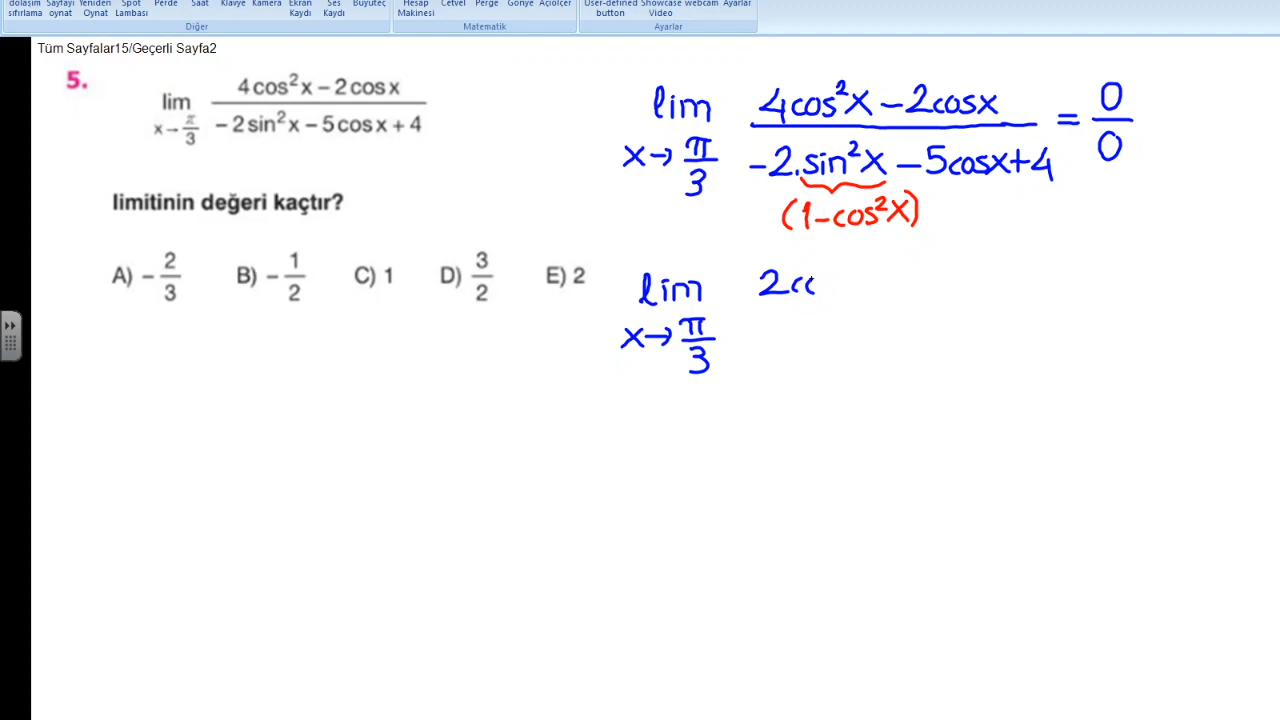 dolaşım Sayfayı Yeniden Spot Perde Saat Klavye Kamera Ekran Ses Büyüteç Hesap Cetvel Perge Gönye Açıölçer User-defined Showcase webcam Ayarlar
sıfırlama oynat Oynat Lambası Kaydı Kaydı Makinesi button Video
Diğer Matematik Ayarlar
Tüm Sayfalar15/Geçerli Sayfa2
5.
lim x→π/3 (4cos²x − 2cosx)/(−2sin²x − 5cosx + 4)
limitinin değeri kaçtır?
A) −2/3 B) −1/2 C) 1 D) 3/2 E) 2
lim x→π/3 (4cos²x − 2cosx)/(−2.sin²x − 5cosx+4) = 0/0
(1−cos²x)
lim x→π/3 2